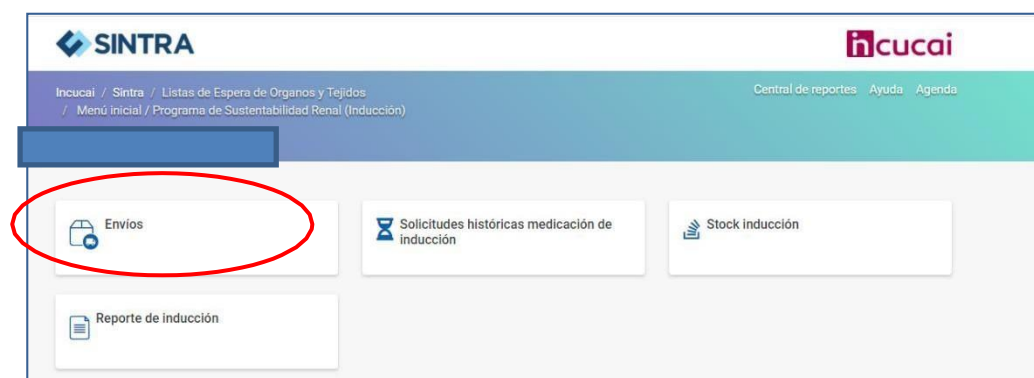 SINTRA
incucai
Incucai / Sintra / Listas de Espera de Organos y Tejidos
/ Menú inicial / Programa de Sustentabilidad Renal (Inducción)
Central de reportes Ayuda Agenda
Envíos
Solicitudes históricas medicación de
inducción
Stock inducción
Reporte de inducción